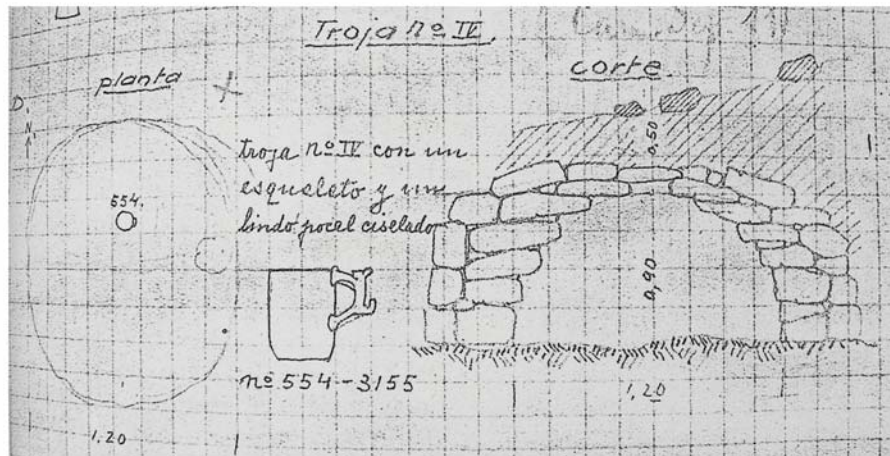 Troja nº IV.
planta
corte.
D.
N.
554.
troja nº IV con un
esqueleto y un
lindo pocel ciselado
nº 554 - 3155
0,50
0,90
1,20
1,20